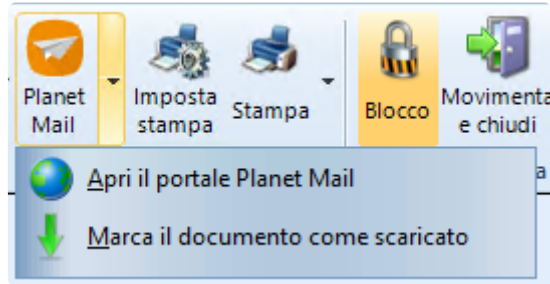 Planet Mail
Imposta stampa
Stampa
Blocco
Movimenta e chiudi
a
Apri il portale Planet Mail
Marca il documento come scaricato